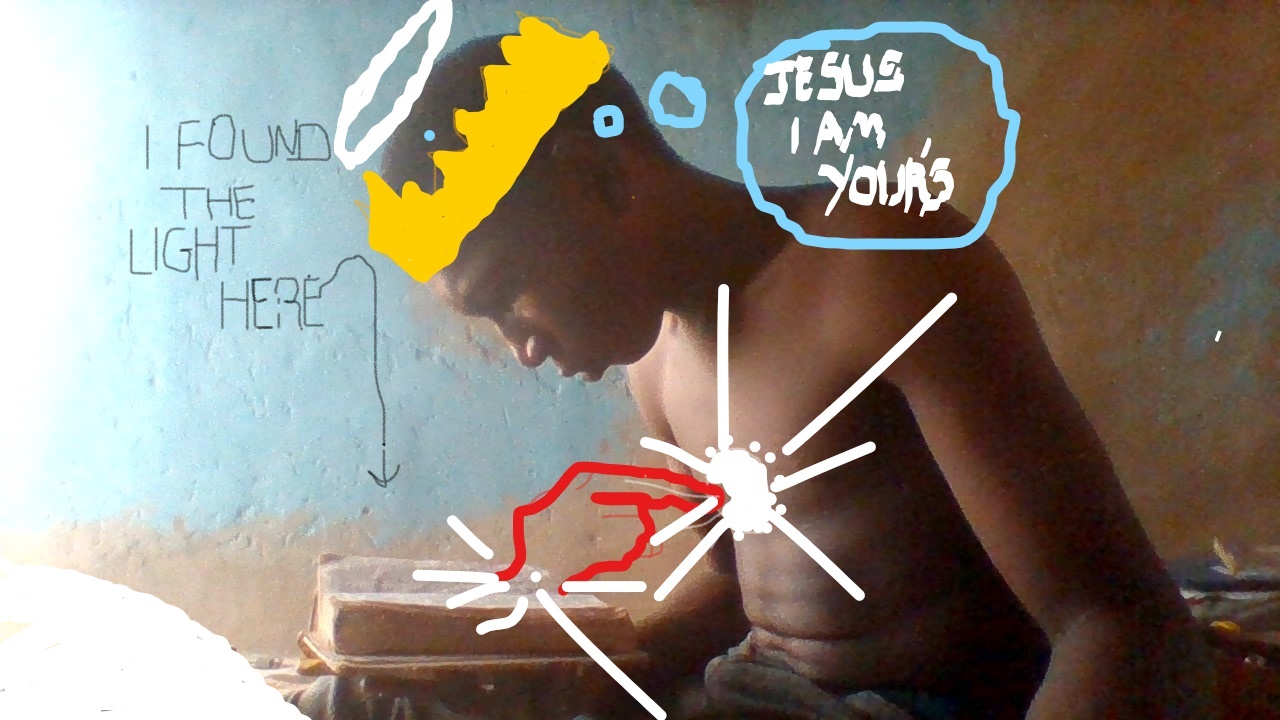 I FOUND
THE
LIGHT
HERE
JESUS
I AM
YOUR'S